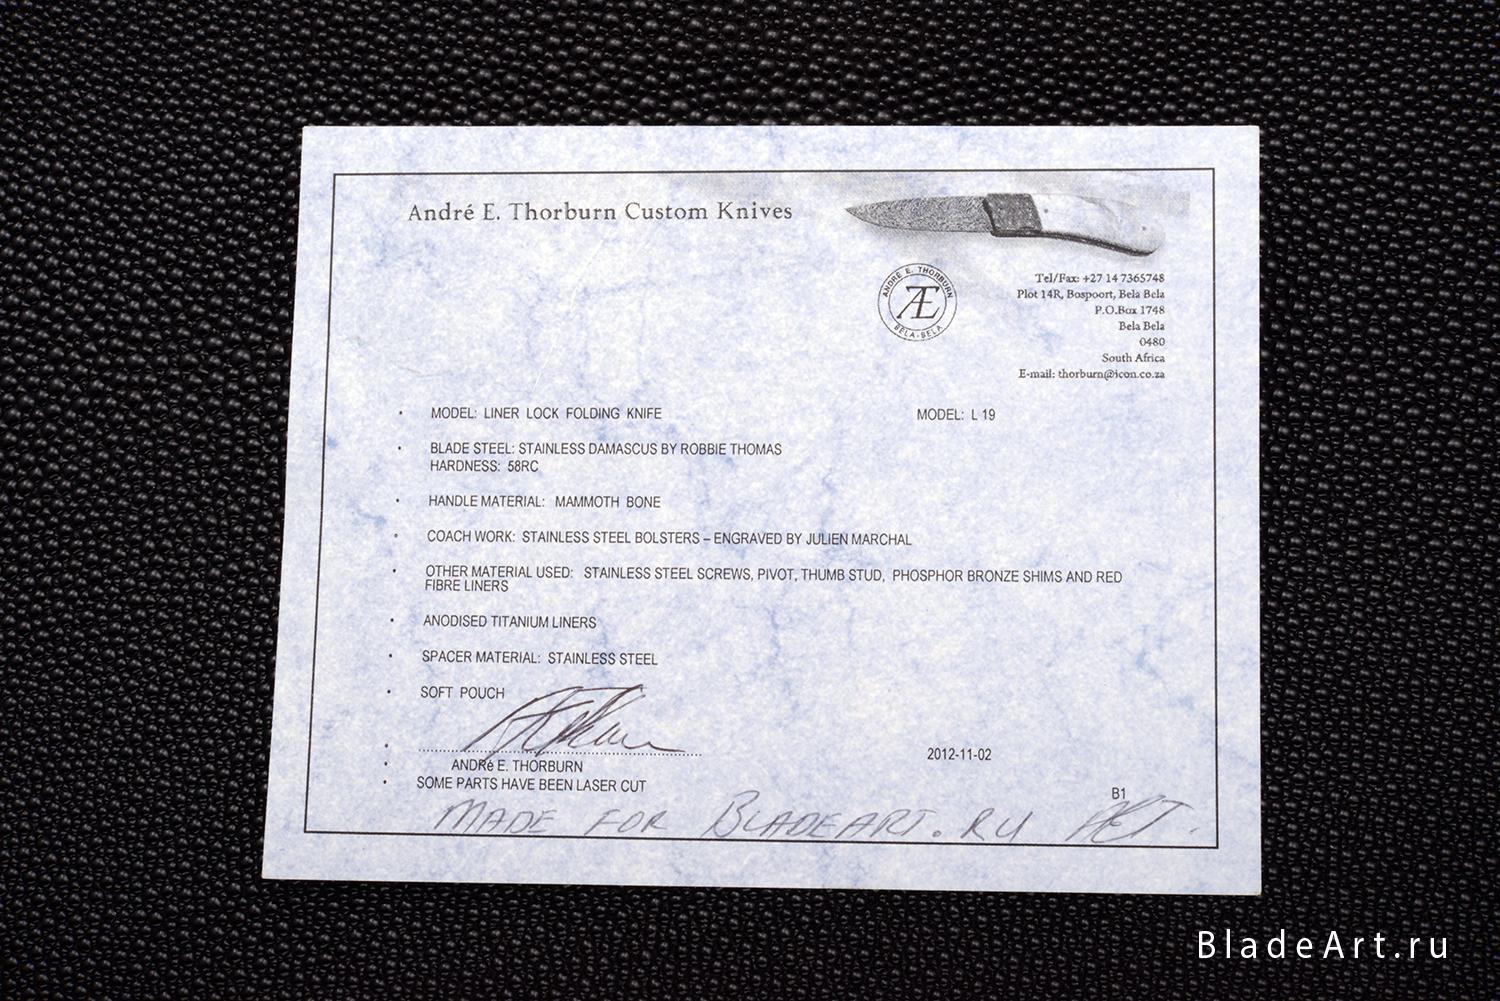 André E. Thorburn Custom Knives
ANDRÉ E. THORBURN
Æ
BELA-BELA
Tel/Fax: +27 14 7365748
Plot 14R, Bospoort, Bela Bela
P.O.Box 1748
Bela Bela
0480
South Africa
E-mail: thorburn@icon.co.za
• MODEL: LINER LOCK FOLDING KNIFE MODEL: L 19
• BLADE STEEL: STAINLESS DAMASCUS BY ROBBIE THOMAS
HARDNESS: 58RC
• HANDLE MATERIAL: MAMMOTH BONE
• COACH WORK: STAINLESS STEEL BOLSTERS – ENGRAVED BY JULIEN MARCHAL
• OTHER MATERIAL USED: STAINLESS STEEL SCREWS, PIVOT, THUMB STUD, PHOSPHOR BRONZE SHIMS AND RED
FIBRE LINERS
• ANODISED TITANIUM LINERS
• SPACER MATERIAL: STAINLESS STEEL
• SOFT POUCH
2012-11-02
• ANDRé E. THORBURN
• SOME PARTS HAVE BEEN LASER CUT
B1
MADE FOR BLADEART.RU AET.
BladeArt.ru